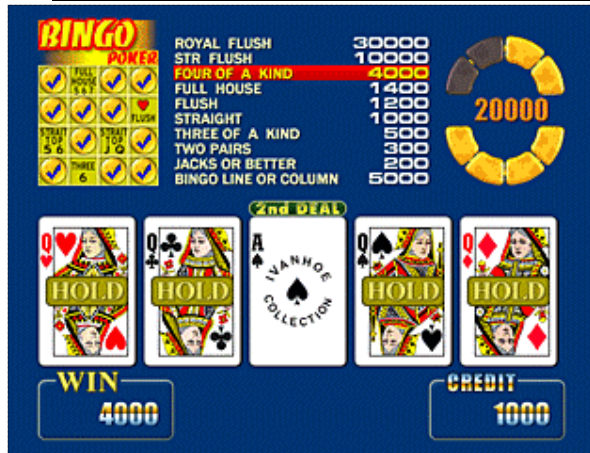 BINGO
POKER
FULL
HOUSE
5 6 7
FLUSH
STRAIT
TOP
5 6
STRAIT
TOP
J Q
THREE
6
ROYAL FLUSH 30000
STR FLUSH 10000
FOUR OF A KIND 4000
FULL HOUSE 1400
FLUSH 1200
STRAIGHT 1000
THREE OF A KIND 500
TWO PAIRS 300
JACKS OR BETTER 200
BINGO LINE OR COLUMN 5000
20000
2nd DEAL
Q
HOLD
Q
HOLD
A
IVANHOE
COLLECTION
Q
HOLD
Q
HOLD
WIN
4000
CREDIT
1000